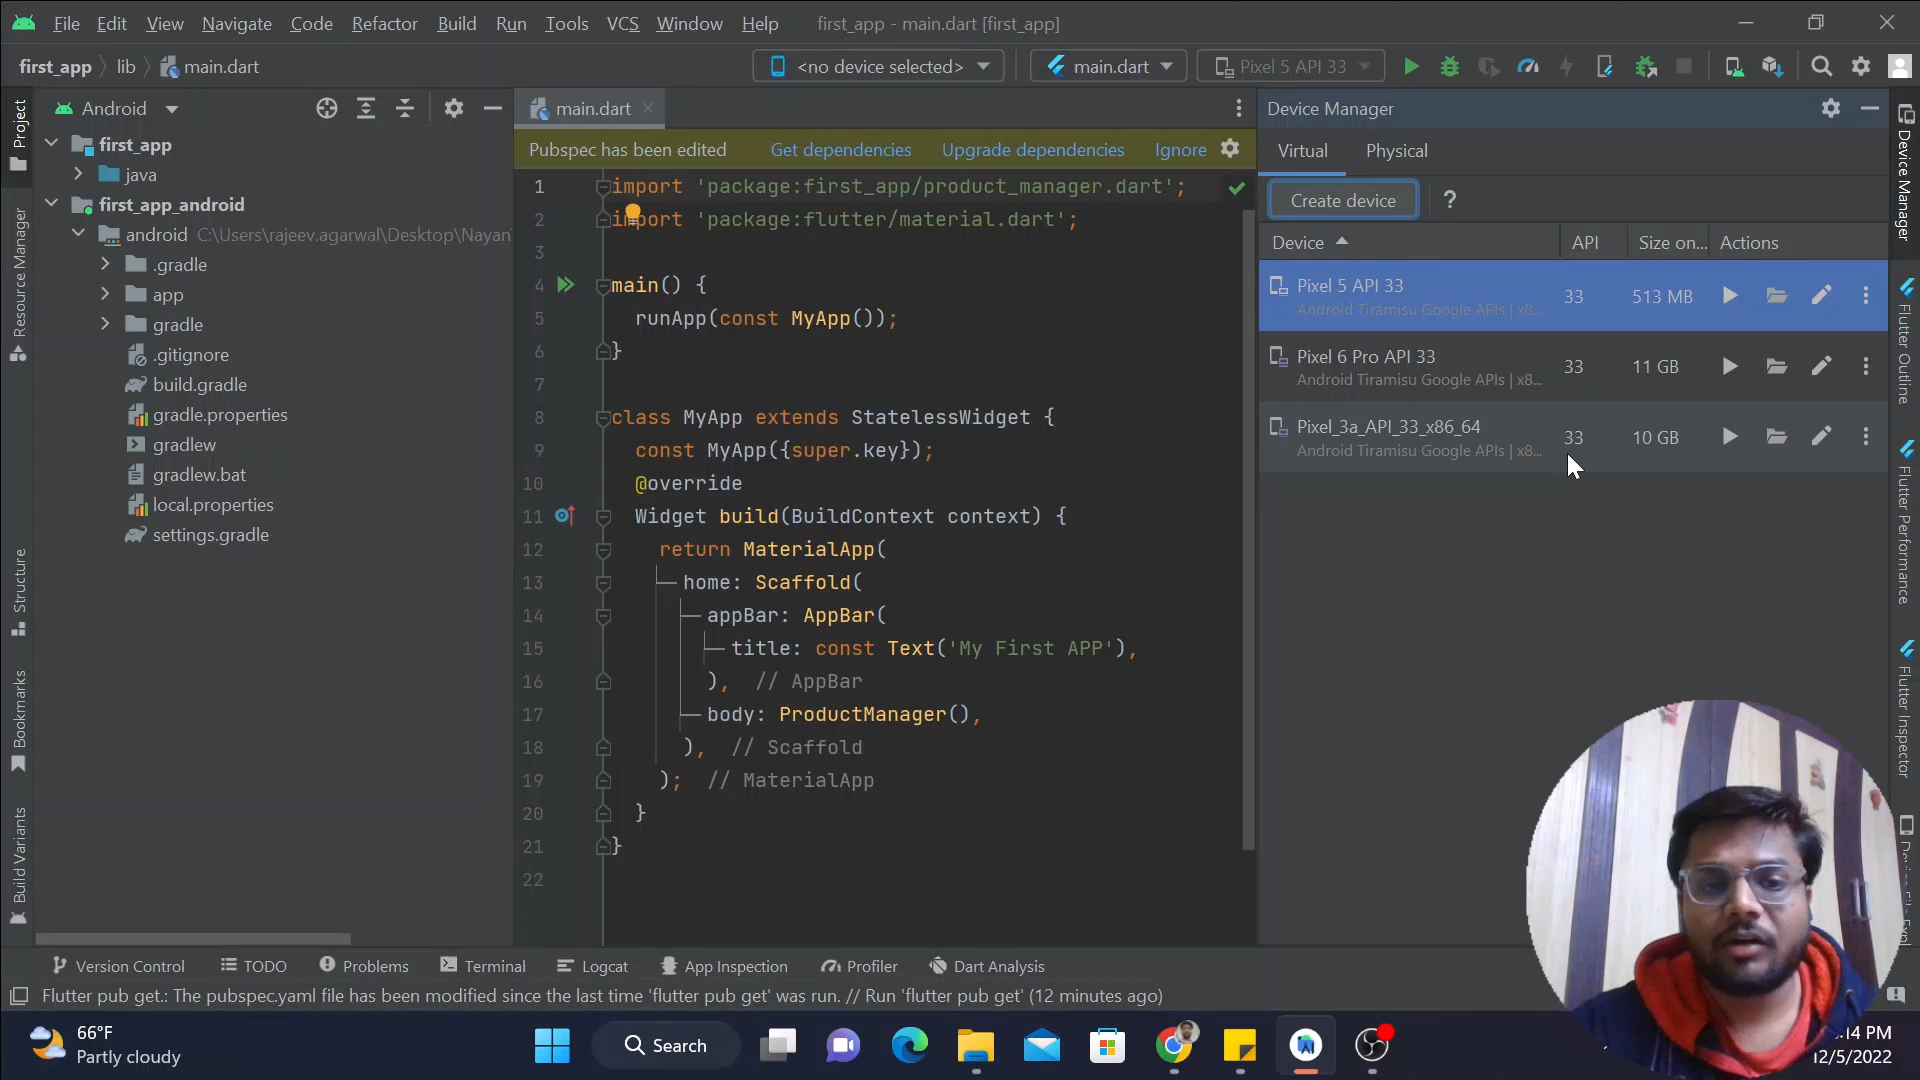 File Edit View Navigate Code Refactor Build Run Tools VCS Window Help first_app - main.dart [first_app]
first_app lib main.dart <no device selected> main.dart Pixel 5 API 33
Project
Resource Manager
Structure
Bookmarks
Build Variants
Android
first_app
java
first_app_android
android C:\Users\rajeev.agarwal\Desktop\Nayan
.gradle
app
gradle
.gitignore
build.gradle
gradle.properties
gradlew
gradlew.bat
local.properties
settings.gradle
main.dart
Pubspec has been edited Get dependencies Upgrade dependencies Ignore
1 import 'package:first_app/product_manager.dart';
2 import 'package:flutter/material.dart';
3
4 main() {
5 runApp(const MyApp());
6 }
7
8 class MyApp extends StatelessWidget {
9 const MyApp({super.key});
10 @override
11 Widget build(BuildContext context) {
12 return MaterialApp(
13 home: Scaffold(
14 appBar: AppBar(
15 title: const Text('My First APP'),
16 ), // AppBar
17 body: ProductManager(),
18 ), // Scaffold
19 ); // MaterialApp
20 }
21 }
22
Device Manager
Virtual Physical
Create device ?
Device API Size on... Actions
Pixel 5 API 33
Android Tiramisu Google APIs | x8...
33 513 MB
Pixel 6 Pro API 33
Android Tiramisu Google APIs | x8...
33 11 GB
Pixel_3a_API_33_x86_64
Android Tiramisu Google APIs | x8...
33 10 GB
Device Manager
Flutter Outline
Flutter Performance
Flutter Inspector
Version Control TODO Problems Terminal Logcat App Inspection Profiler Dart Analysis
Flutter pub get.: The pubspec.yaml file has been modified since the last time 'flutter pub get' was run. // Run 'flutter pub get' (12 minutes ago)
66°F
Partly cloudy
Search
:14 PM
12/5/2022